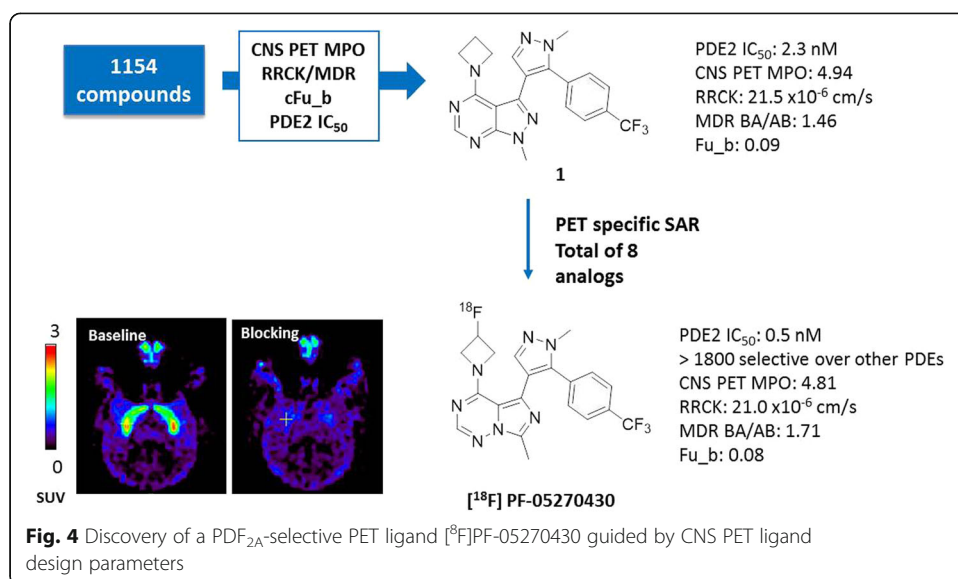 1154
compounds
CNS PET MPO
RRCK/MDR
cFu_b
PDE2 IC50
N
N
N
N
N
N
N
CF3
1
PDE2 IC50: 2.3 nM
CNS PET MPO: 4.94
RRCK: 21.5 x10-6 cm/s
MDR BA/AB: 1.46
Fu_b: 0.09
PET specific SAR
Total of 8
analogs
3
0
SUV
Baseline
Blocking
18F
N
N
N
N
N
N
N
CF3
[18F] PF-05270430
PDE2 IC50: 0.5 nM
> 1800 selective over other PDEs
CNS PET MPO: 4.81
RRCK: 21.0 x10-6 cm/s
MDR BA/AB: 1.71
Fu_b: 0.08
Fig. 4 Discovery of a PDF2A-selective PET ligand [8F]PF-05270430 guided by CNS PET ligand
design parameters